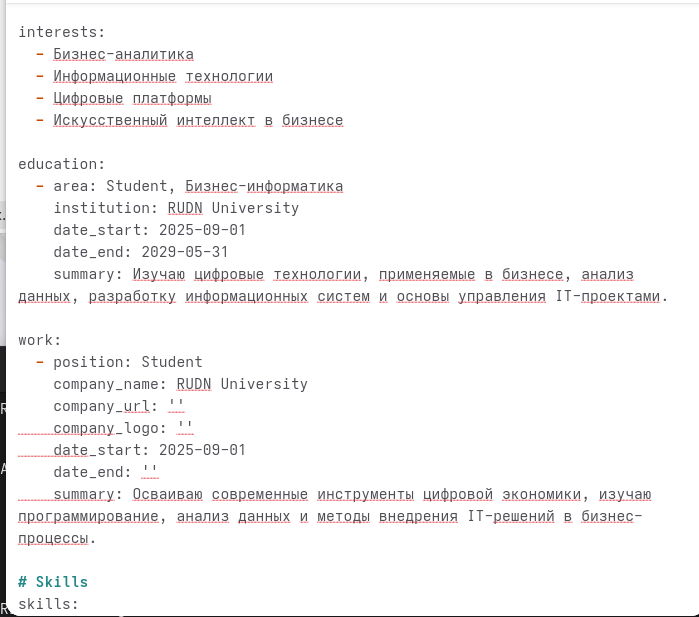 interests:
  - Бизнес-аналитика
  - Информационные технологии
  - Цифровые платформы
  - Искусственный интеллект в бизнесе

education:
  - area: Student, Бизнес-информатика
    institution: RUDN University
    date_start: 2025-09-01
    date_end: 2029-05-31
    summary: Изучаю цифровые технологии, применяемые в бизнесе, анализ
данных, разработку информационных систем и основы управления IT-проектами.

work:
  - position: Student
    company_name: RUDN University
    company_url: ''
    company_logo: ''
    date_start: 2025-09-01
    date_end: ''
    summary: Осваиваю современные инструменты цифровой экономики, изучаю
программирование, анализ данных и методы внедрения IT-решений в бизнес-
процессы.

# Skills
skills: